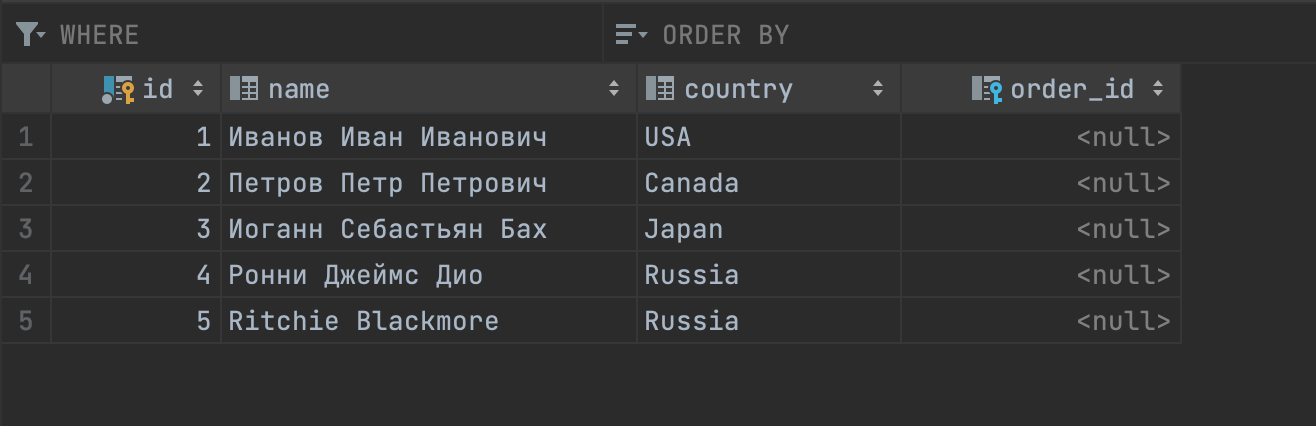 WHERE ORDER BY
id name country order_id
1 1 Иванов Иван Иванович USA <null>
2 2 Петров Петр Петрович Canada <null>
3 3 Иоганн Себастьян Бах Japan <null>
4 4 Ронни Джеймс Дио Russia <null>
5 5 Ritchie Blackmore Russia <null>